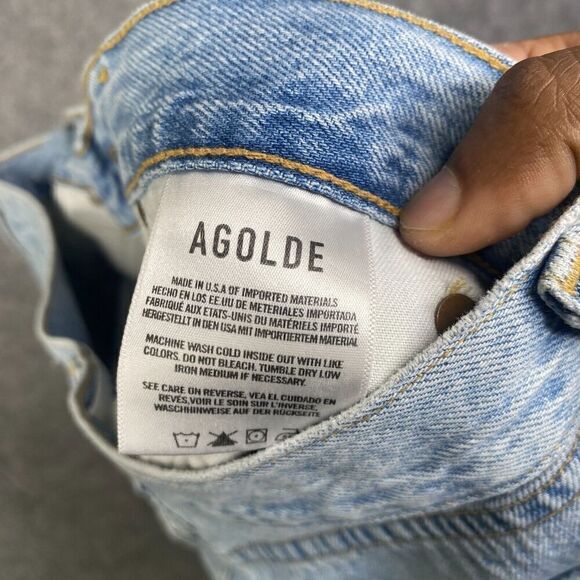 AGOLDE
MADE IN U.S.A OF IMPORTED MATERIALS
HECHO EN LOS EE.UU DE METERIALES IMPORTADA
FABRIQUÉ AUX ETATS-UNIS DU MATÉRIELS IMPORTÉ
HERGESTELLT IN DEN USA MIT IMPORTIERTEM MATERIAL
MACHINE WASH COLD INSIDE OUT WITH LIKE
COLORS. DO NOT BLEACH. TUMBLE DRY LOW
IRON MEDIUM IF NECESSARY.
SEE CARE ON REVERSE, VEA EL CUIDADO EN
REVES,VOIR LE SOIN SUR L'INVERSE,
WASCHNINWEISE AUF DER RÜCKSEITE